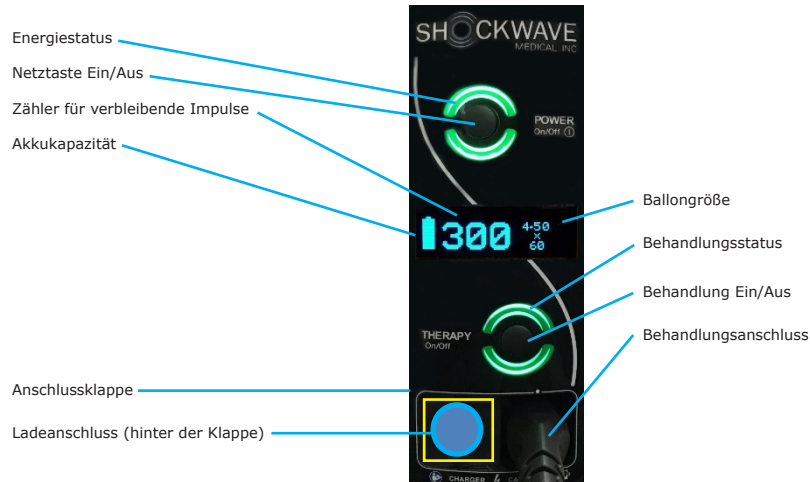 Energiestatus
Netztaste Ein/Aus
Zähler für verbleibende Impulse
Akkukapazität
SHOCKWAVE
MEDICAL INC
POWER
On/Off
300
4·50
X
60
Ballongröße
Behandlungsstatus
Behandlung Ein/Aus
Behandlungsanschluss
THERAPY
On/Off
Anschlussklappe
Ladeanschluss (hinter der Klappe)
CHARGER